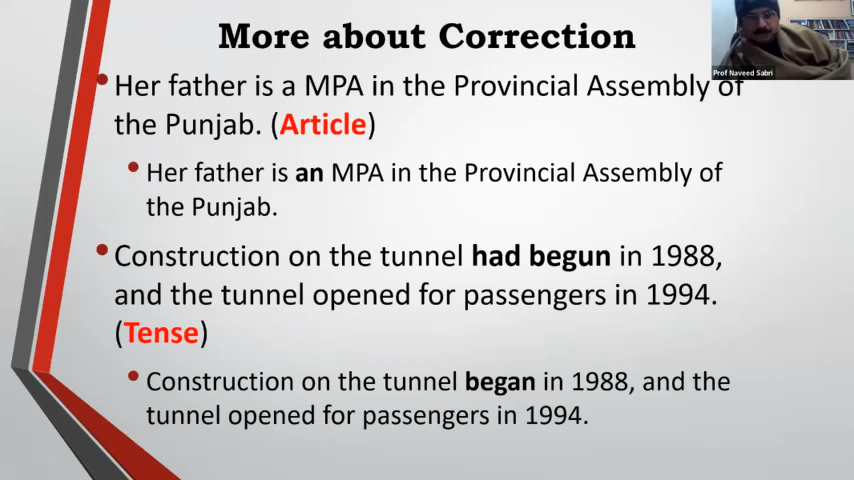 More about Correction
Prof Naveed Sabri
Her father is a MPA in the Provincial Assembly of
the Punjab. (Article)
Her father is an MPA in the Provincial Assembly of
the Punjab.
Construction on the tunnel had begun in 1988,
and the tunnel opened for passengers in 1994.
(Tense)
Construction on the tunnel began in 1988, and the
tunnel opened for passengers in 1994.